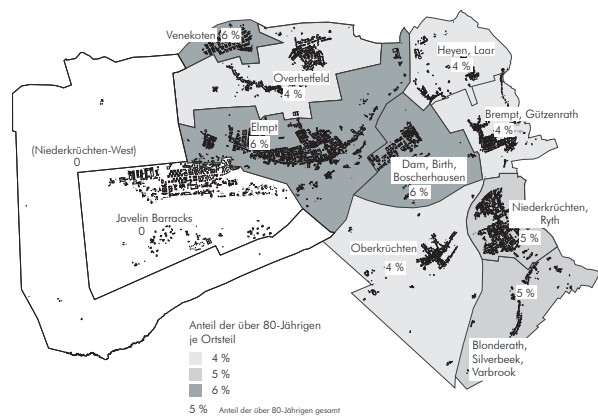 Venekoten 6 %
Overhetfeld
4 %
Heyen, Laar
4 %
Elmpt
6 %
Brempt, Gützenrath
4 %
(Niederkrüchten-West)
0
Dam, Birth,
Boscherhausen
6 %
Javelin Barracks
0
Niederkrüchten,
Ryth
5 %
Oberkrüchten
4 %
5 %
Blonderath,
Silverbeek,
Varbrook
Anteil der über 80-Jährigen
je Ortsteil
4 %
5 %
6 %
5 % Anteil der über 80-Jährigen gesamt